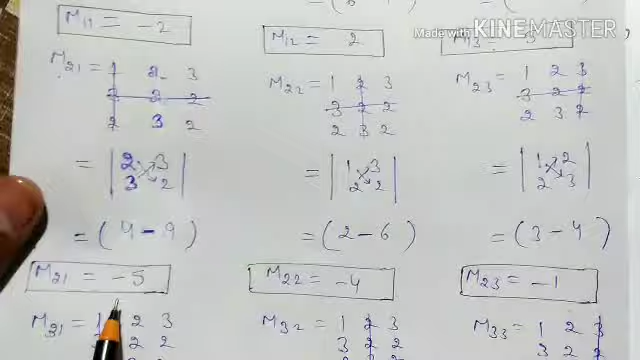 = (6
Made with KINEMASTER
M11 = -2
M12 = 2
M13 = 5
M21 = 1 2 3
3 2 2
2 3 2
M22 = 1 2 3
3 2 2
2 3 2
M23 = 1 2 3
3 2 2
2 3 2
= | 2 3 |
3 2
= | 1 3 |
2 2
= | 1 2 |
2 3
= (4 - 9)
= (2 - 6)
= (3 - 4)
M21 = -5
M22 = -4
M23 = -1
M31 = 1 2 3
2 2
M32 = 1 2 3
3 2 2
M33 = 1 2 3
3 2 2